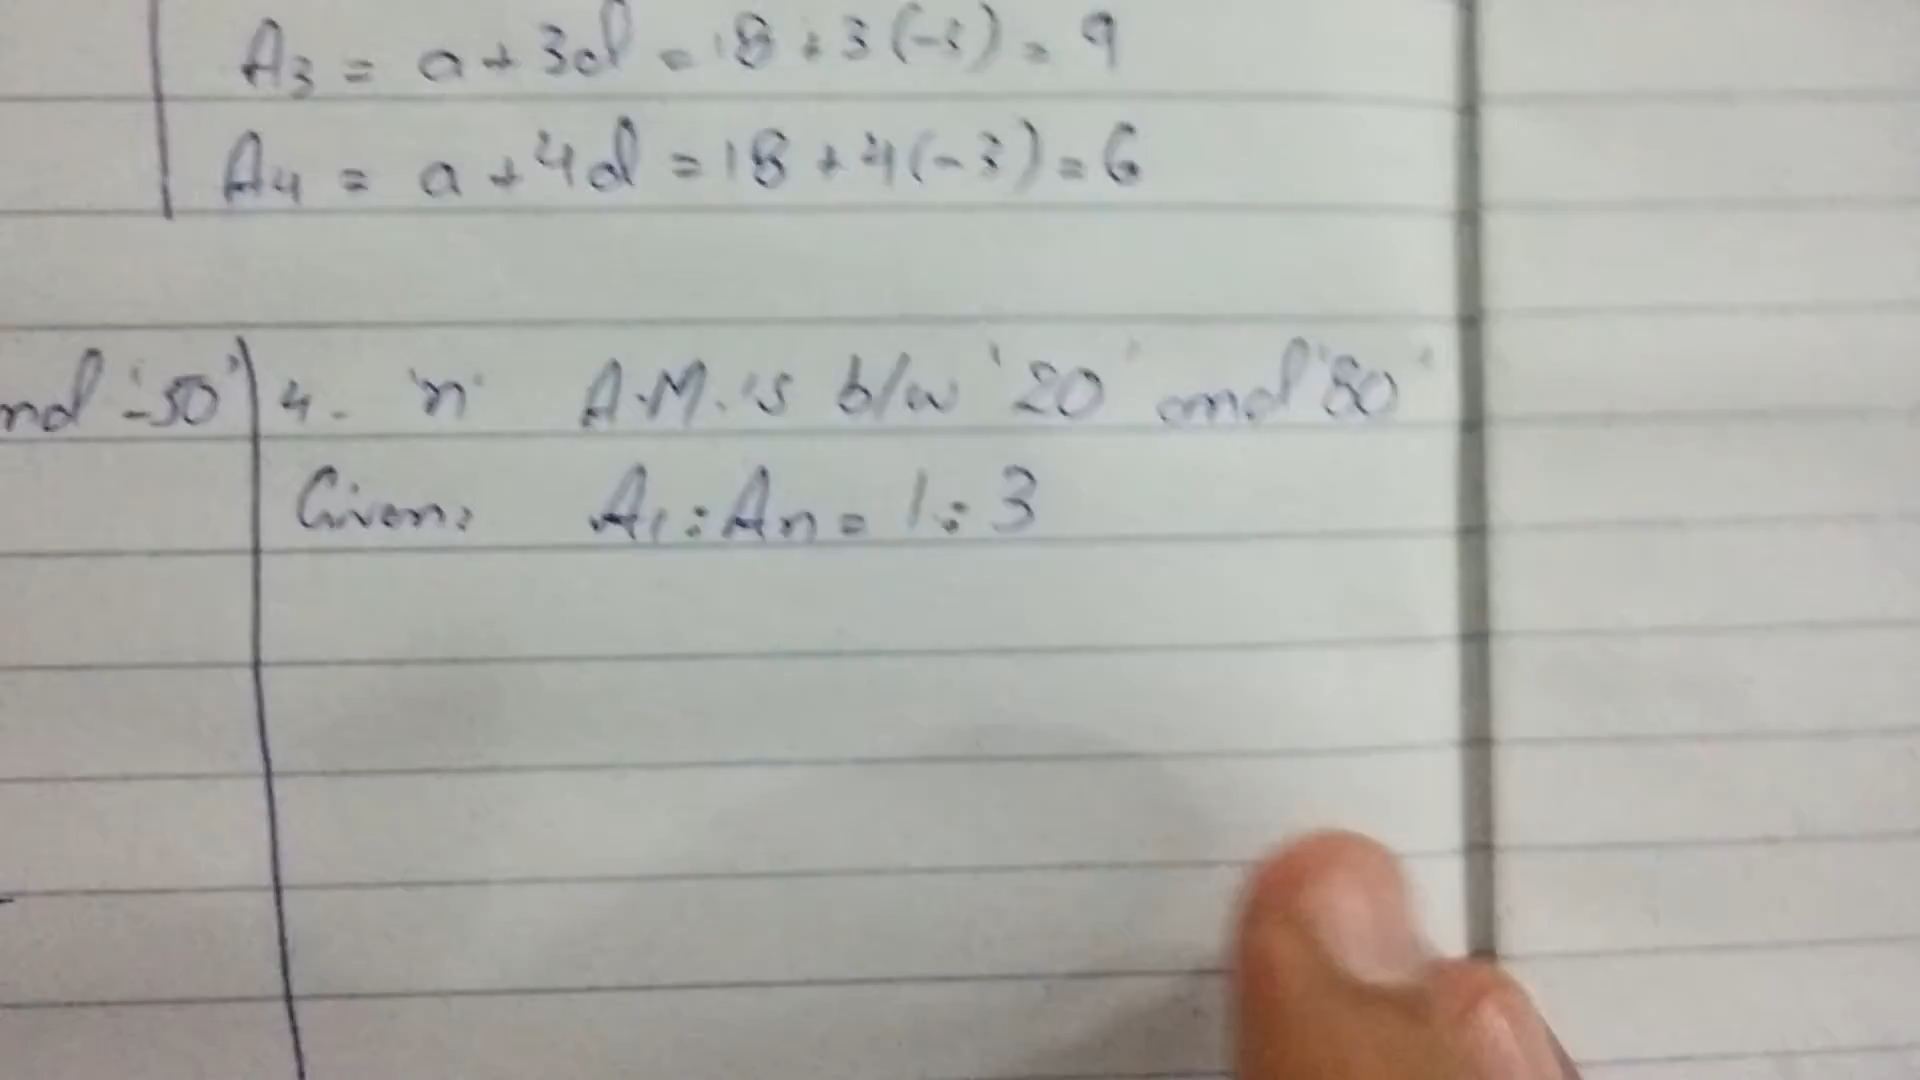 A3 = a + 3d = 18 + 3(-3) = 9
A4 = a + 4d = 18 + 4(-3) = 6
nd '-50'
4. 'n' A.M.'s b/w '20' and '80'
Given: A1 : An = 1 : 3